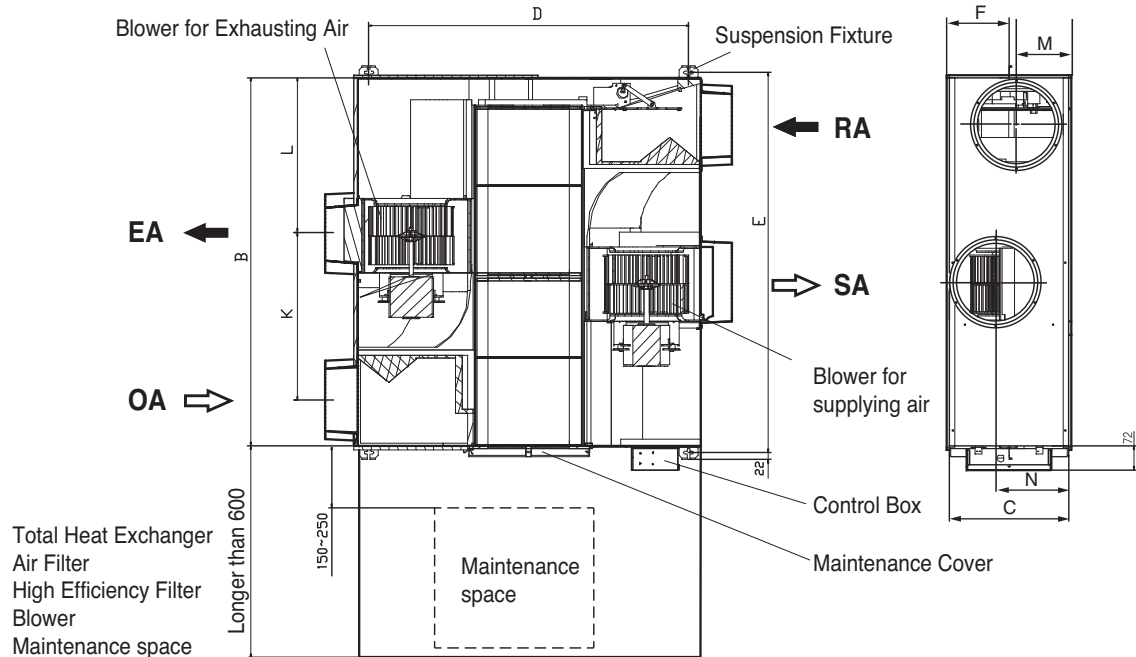 D
Blower for Exhausting Air
Suspension Fixture
F
M
RA
L
E
EA
B
SA
K
OA
Blower for
supplying air
22
72
N
C
Control Box
Maintenance Cover
Longer than 600
150~250
Maintenance
space
Total Heat Exchanger
Air Filter
High Efficiency Filter
Blower
Maintenance space